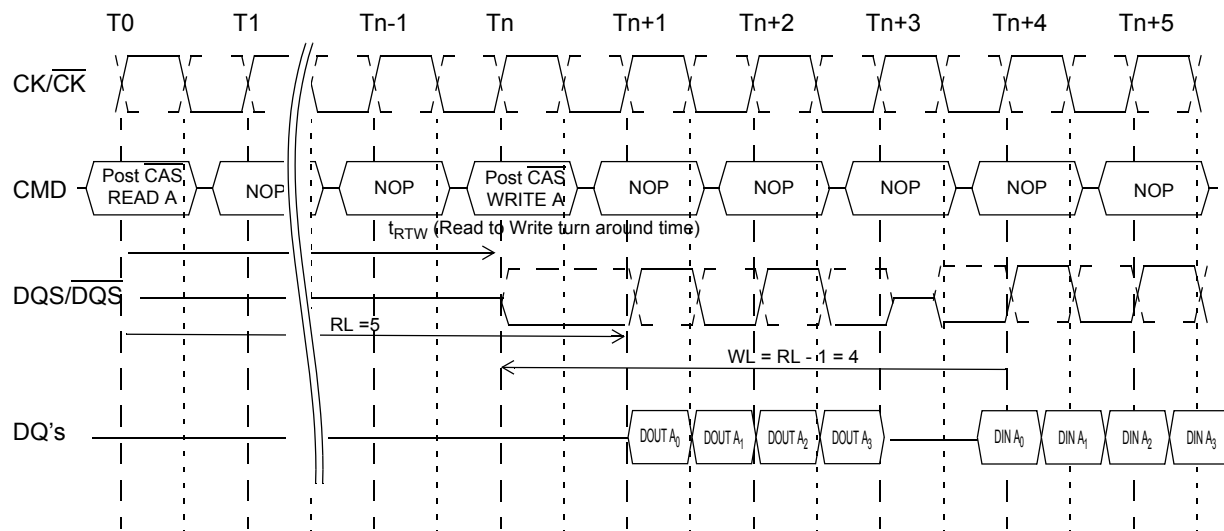 T0 T1 Tn-1 Tn Tn+1 Tn+2 Tn+3 Tn+4 Tn+5
CK/CK
CMD
Post CAS
READ A
NOP
NOP
Post CAS
WRITE A
NOP
NOP
NOP
NOP
NOP
tRTW (Read to Write turn around time)
DQS/DQS
RL =5
WL = RL - 1 = 4
DQ's
DOUT A0 DOUT A1 DOUT A2 DOUT A3 DIN A0 DIN A1 DIN A2 DIN A3